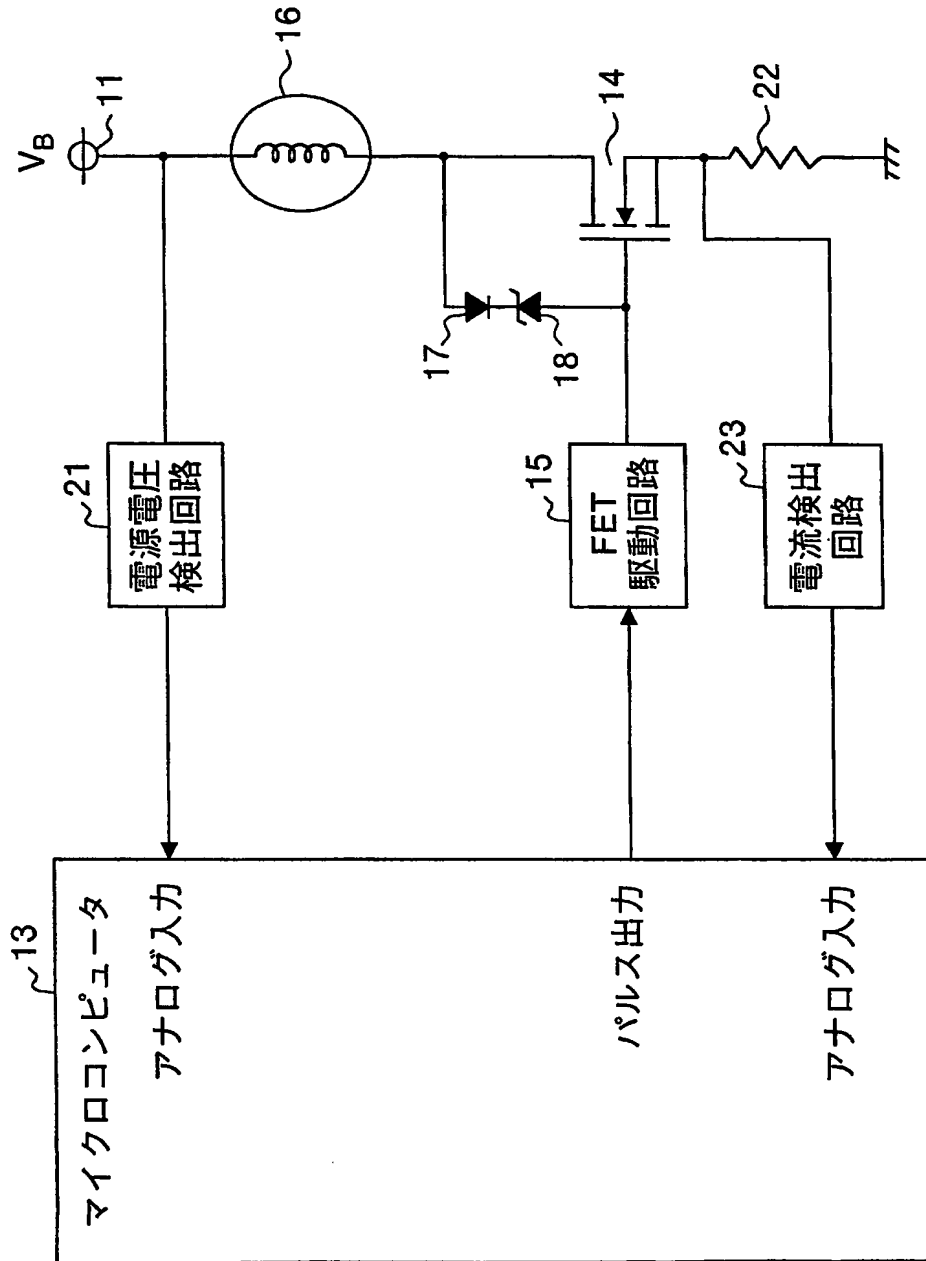 13
マイクロコンピュータ
アナログ入力
パルス出力
アナログ入力
21
電源電圧
検出回路
15
FET
駆動回路
23
電流検出
回路
VB
11
16
17
18
14
22